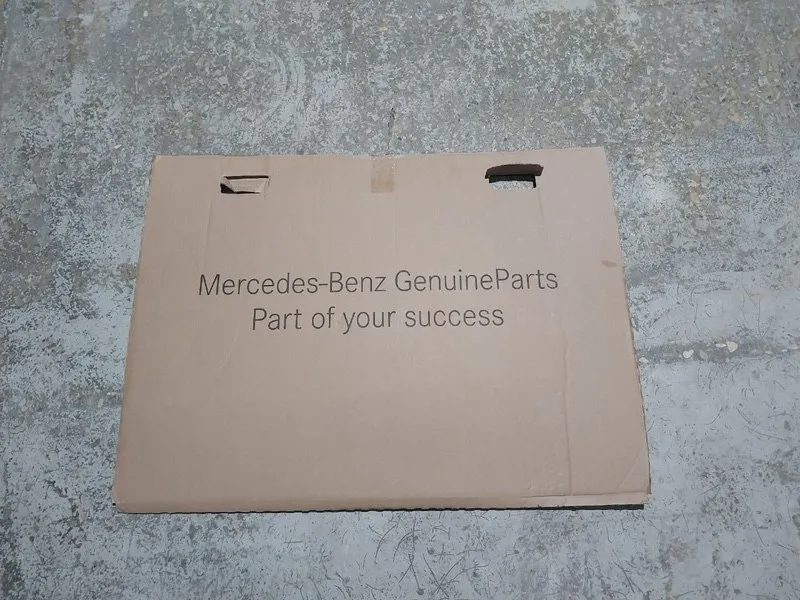 Mercedes-Benz GenuineParts
Part of your success